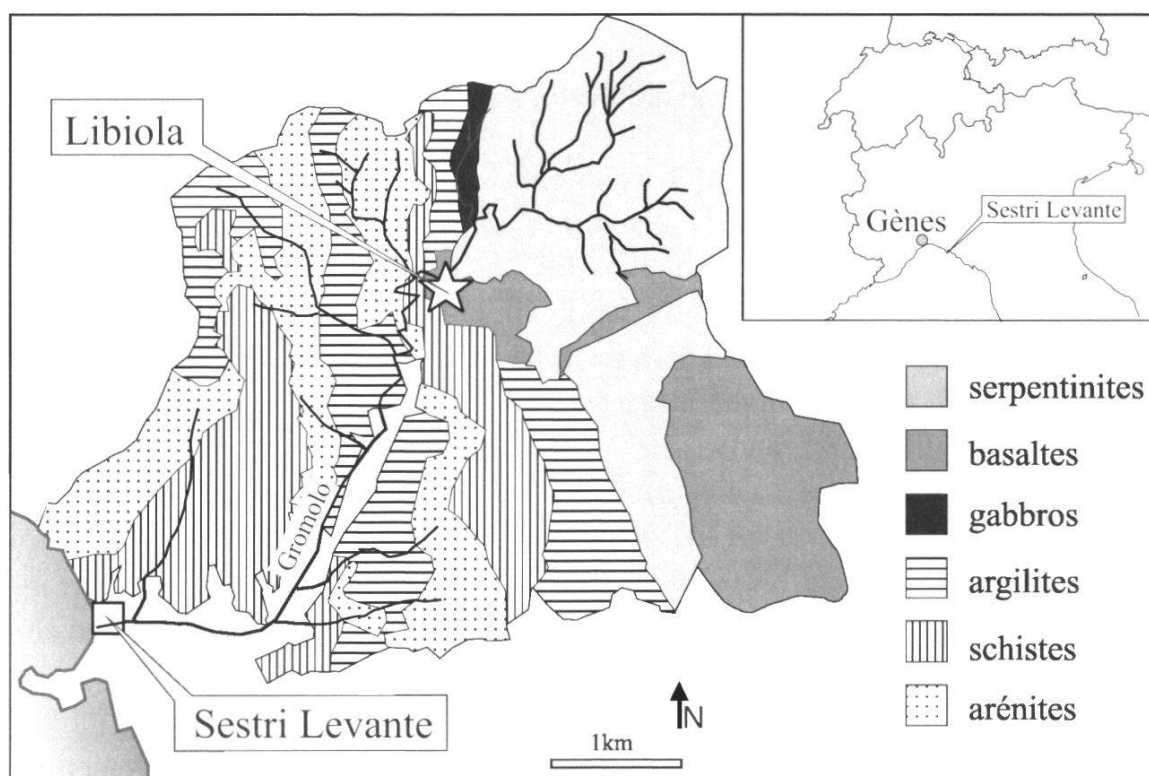 Libiola
Gènes
Sestri Levante
serpentinites
basaltes
gabbros
argilites
schistes
arénites
Gromolo
Sestri Levante
N
1km